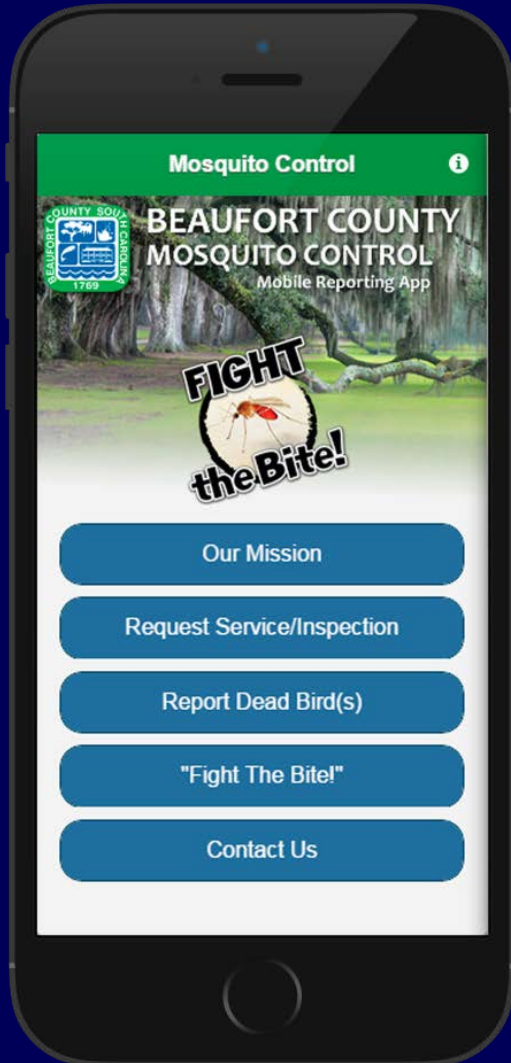 Mosquito Control
BEAUFORT COUNTY SOUTH CAROLINA
1769
BEAUFORT COUNTY
MOSQUITO CONTROL
Mobile Reporting App
FIGHT
the Bite!
Our Mission
Request Service/Inspection
Report Dead Bird(s)
"Fight The Bite!"
Contact Us